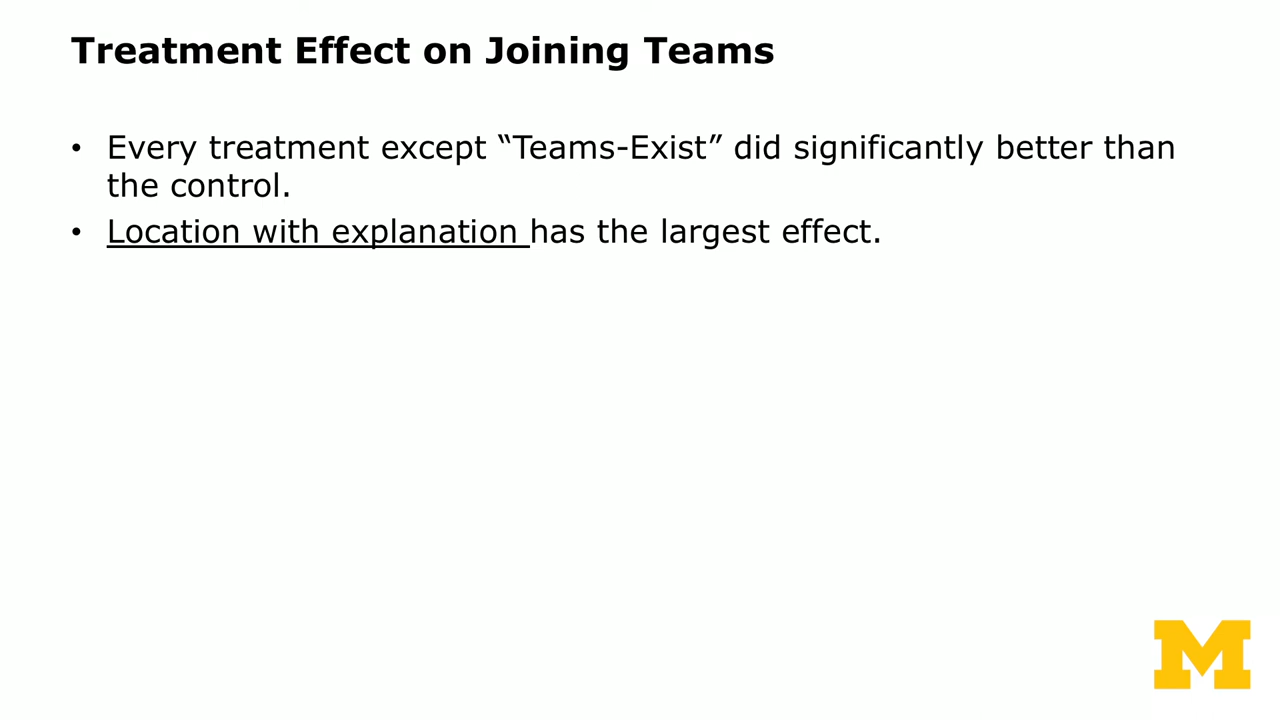 Treatment Effect on Joining Teams
• Every treatment except “Teams-Exist” did significantly better than
the control.
• Location with explanation has the largest effect.
M